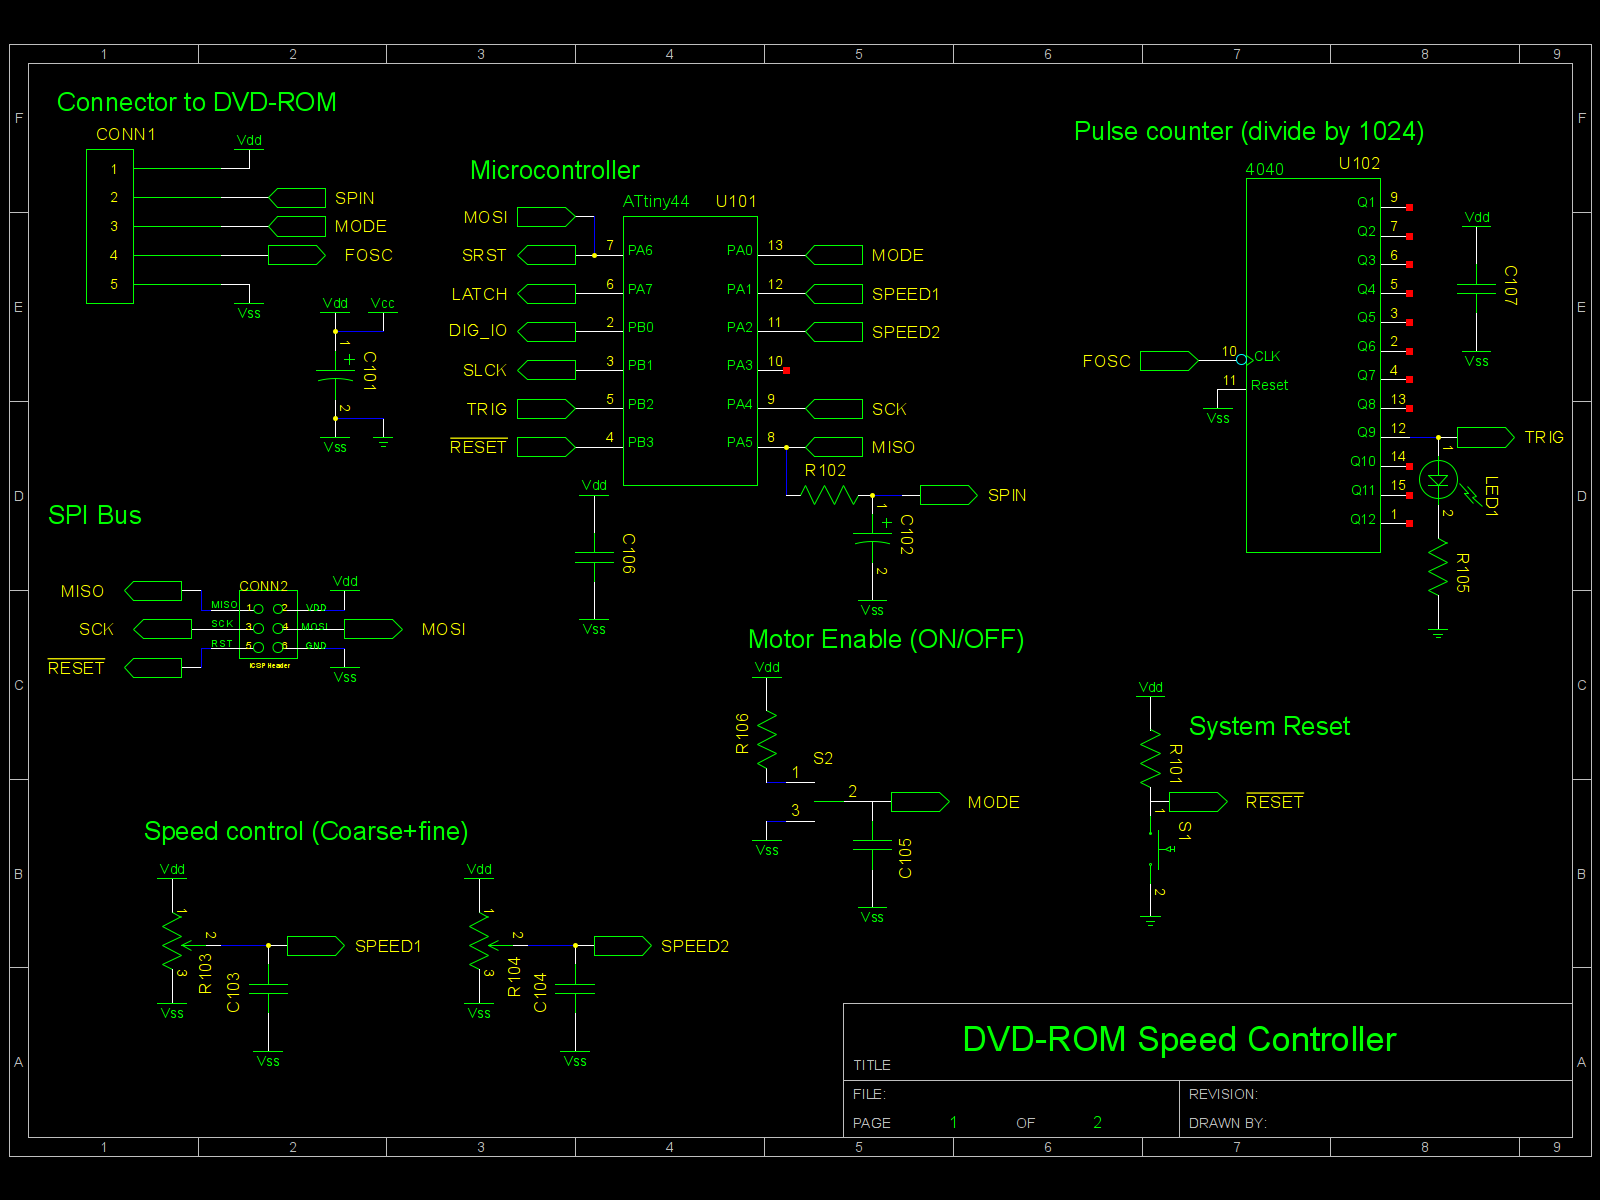 1 2 3 4 5 6 7 8 9
F F
E E
D D
C C
B B
A A
Connector to DVD-ROM
CONN1
Vdd
1
2 SPIN
3 MODE
4 FOSC
5
Vss
Vdd Vcc
1
+
C101
2
Vss
Microcontroller
ATtiny44 U101
MOSI
SRST 7 PA6 PA0 13 MODE
LATCH 6 PA7 PA1 12 SPEED1
DIG_IO 2 PB0 PA2 11 SPEED2
SLCK 3 PB1 PA3 10
TRIG 5 PB2 PA4 9 SCK
RESET 4 PB3 PA5 8 MISO
R102
SPIN
1
+
C102
2
Vss
Vdd
C106
Vss
Pulse counter (divide by 1024)
4040 U102
Q1 9
Q2 7
Q3 6
Q4 5
Q5 3
Q6 2
Q7 4
Q8 13
Q9 12 TRIG
Q10 14
Q11 15
Q12 1
FOSC 10 CLK
11 Reset
Vss
Vdd
C107
Vss
1
LED1
2
R105
SPI Bus
CONN2
Vdd
MISO MISO 1 2 VDD
SCK SCK 3 4 MOSI MOSI
RESET RST 5 6 GND
ICSP Header
Vss
Motor Enable (ON/OFF)
Vdd
R106
S2
1
2 MODE
3
Vss
C105
Vss
System Reset
Vdd
R101
RESET
1
S1
2
Speed control (Coarse+fine)
Vdd
1
2 SPEED1
3
R103
C103
Vss
Vss
Vdd
1
2 SPEED2
3
R104
C104
Vss
Vss
DVD-ROM Speed Controller
TITLE
FILE: REVISION:
PAGE 1 OF 2 DRAWN BY:
1 2 3 4 5 6 7 8 9